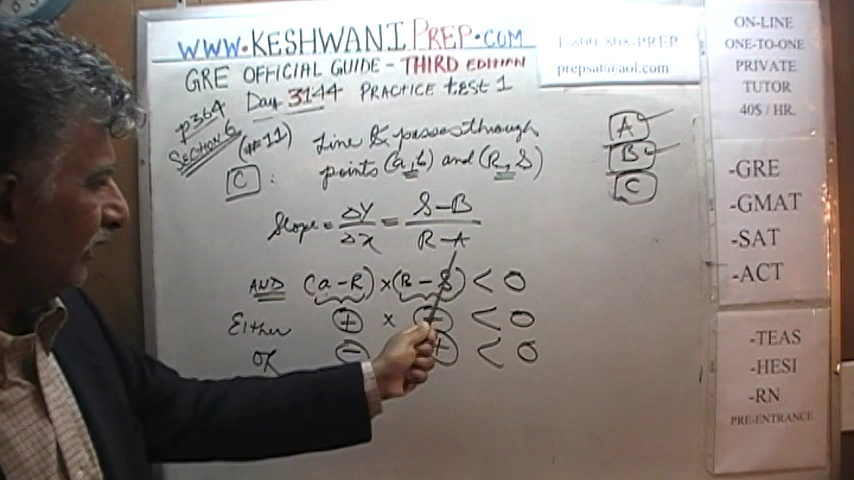 WWW.KESHWANIPREP.COM
1-800-808-PREP
prepsat@aol.com
GRE OFFICIAL GUIDE - THIRD EDITION
p364 Day 3144 PRACTICE test 1
SECTION 6 (#11) Line & passes through
C : points (a, b) and (R, S)
A
B
C
Slope = ΔY/Δx = S-B/R-A
AND (a-R) x (B-S) < 0
Either + x - < 0
or - + < 0
ON-LINE
ONE-TO-ONE
PRIVATE
TUTOR
40$ / HR.
-GRE
-GMAT
-SAT
-ACT
-TEAS
-HESI
-RN
PRE-ENTRANCE